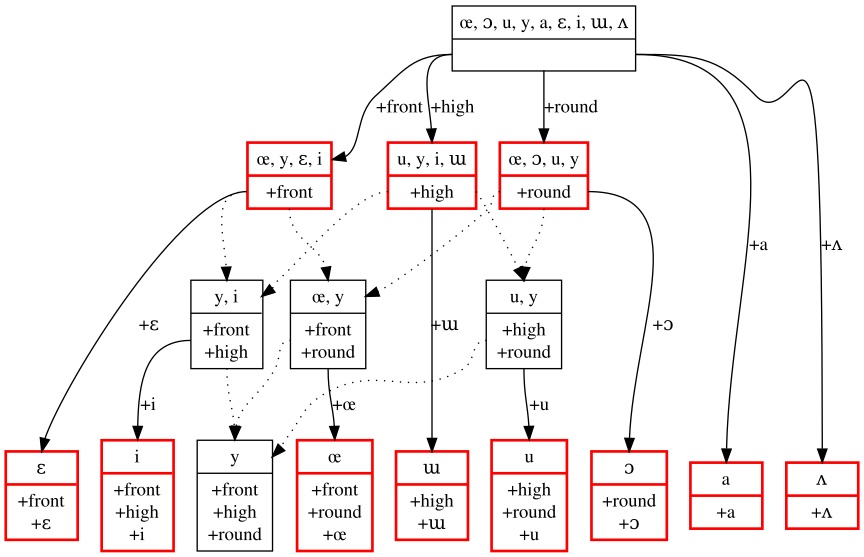 œ, ɔ, u, y, a, ɛ, i, ɯ, ʌ
+front
+high
+round
œ, y, ɛ, i
+front
u, y, i, ɯ
+high
œ, ɔ, u, y
+round
+a
+ʌ
y, i
+front
+high
œ, y
+front
+round
u, y
+high
+round
+ɛ
+ɯ
+ɔ
+i
+œ
+u
ɛ
+front
+ɛ
i
+front
+high
+i
y
+front
+high
+round
œ
+front
+round
+œ
ɯ
+high
+ɯ
u
+high
+round
+u
ɔ
+round
+ɔ
a
+a
ʌ
+ʌ